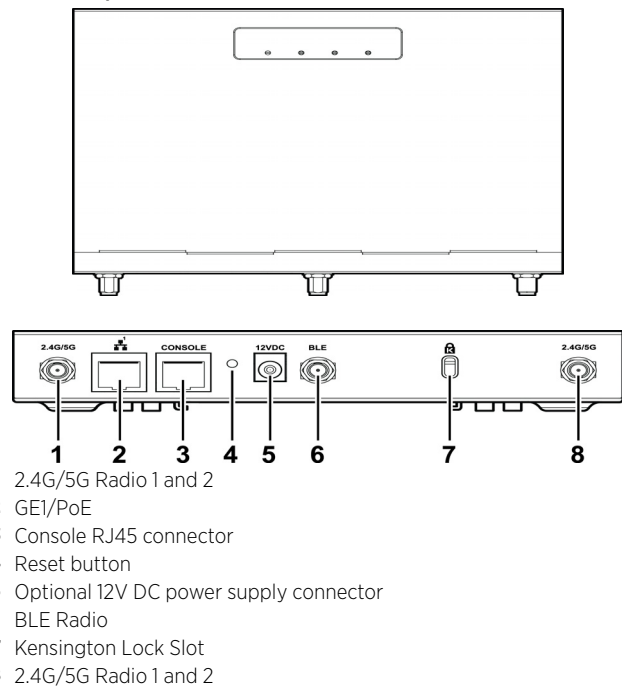 2.4G/5G
1
CONSOLE
12VDC
BLE
K
2.4G/5G
1 2 3 4 5 6 7 8
2.4G/5G Radio 1 and 2
GE1/PoE
Console RJ45 connector
Reset button
Optional 12V DC power supply connector
BLE Radio
Kensington Lock Slot
2.4G/5G Radio 1 and 2